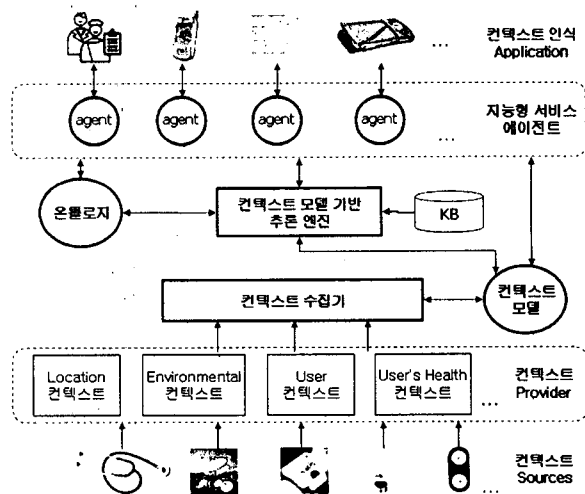 컨텍스트 인식
Application
...
agent
agent
agent
agent
...
지능형 서비스
에이전트
온톨로지
컨텍스트 모델 기반
추론 엔진
KB
컨텍스트 수집기
컨텍스트
모델
Location
컨텍스트
Environmental
컨텍스트
User
컨텍스트
User's Health
컨텍스트
...
컨텍스트
Provider
...
컨텍스트
Sources